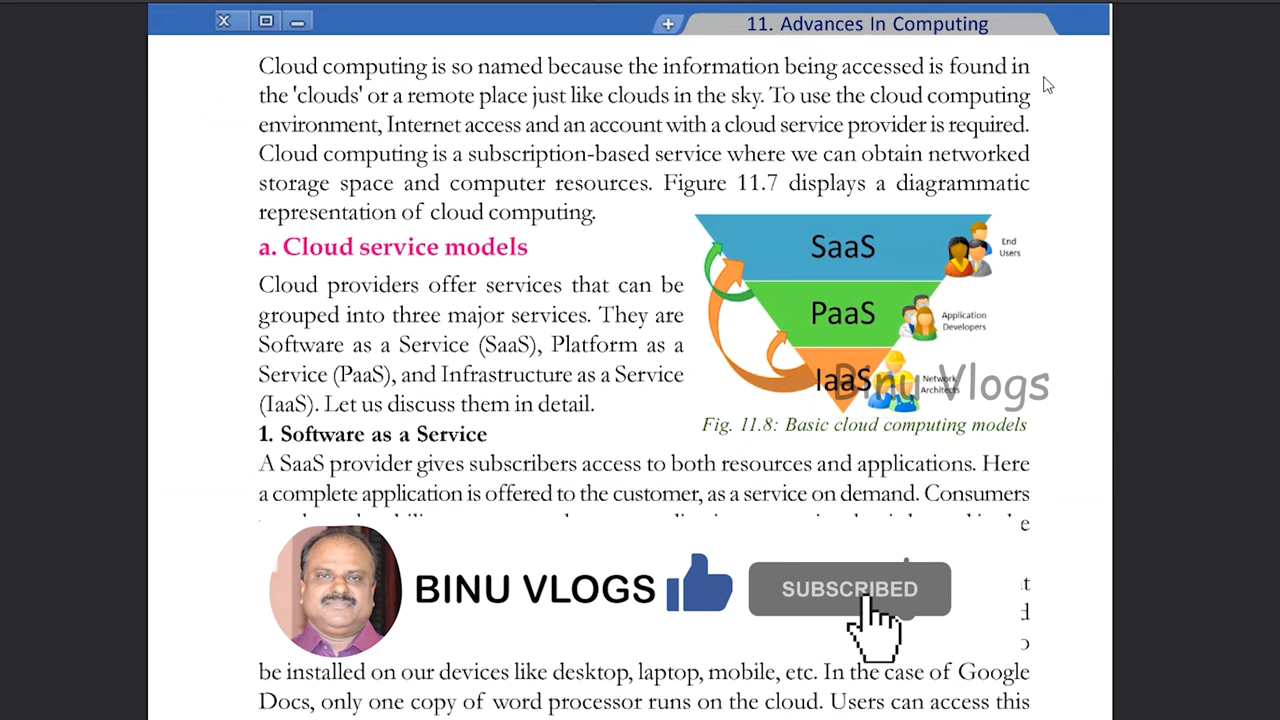 11. Advances In Computing
Cloud computing is so named because the information being accessed is found in
the 'clouds' or a remote place just like clouds in the sky. To use the cloud computing
environment, Internet access and an account with a cloud service provider is required.
Cloud computing is a subscription-based service where we can obtain networked
storage space and computer resources. Figure 11.7 displays a diagrammatic
representation of cloud computing.
a. Cloud service models
Cloud providers offer services that can be
grouped into three major services. They are
Software as a Service (SaaS), Platform as a
Service (PaaS), and Infrastructure as a Service
(IaaS). Let us discuss them in detail.
SaaS
End
Users
PaaS
Application
Developers
IaaS
Network
Architects
Binu Vlogs
Fig. 11.8: Basic cloud computing models
1. Software as a Service
A SaaS provider gives subscribers access to both resources and applications. Here
a complete application is offered to the customer, as a service on demand. Consumers
BINU VLOGS
SUBSCRIBED
be installed on our devices like desktop, laptop, mobile, etc. In the case of Google
Docs, only one copy of word processor runs on the cloud. Users can access this